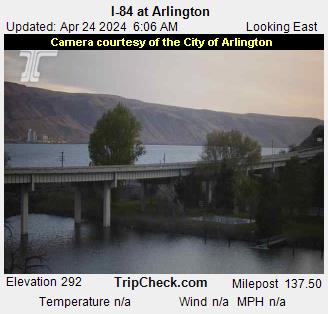 I-84 at Arlington
Updated: Apr 24 2024 6:06 AM Looking East
Camera courtesy of the City of Arlington
Elevation 292 TripCheck.com Milepost 137.50
Temperature n/a Wind n/a MPH n/a